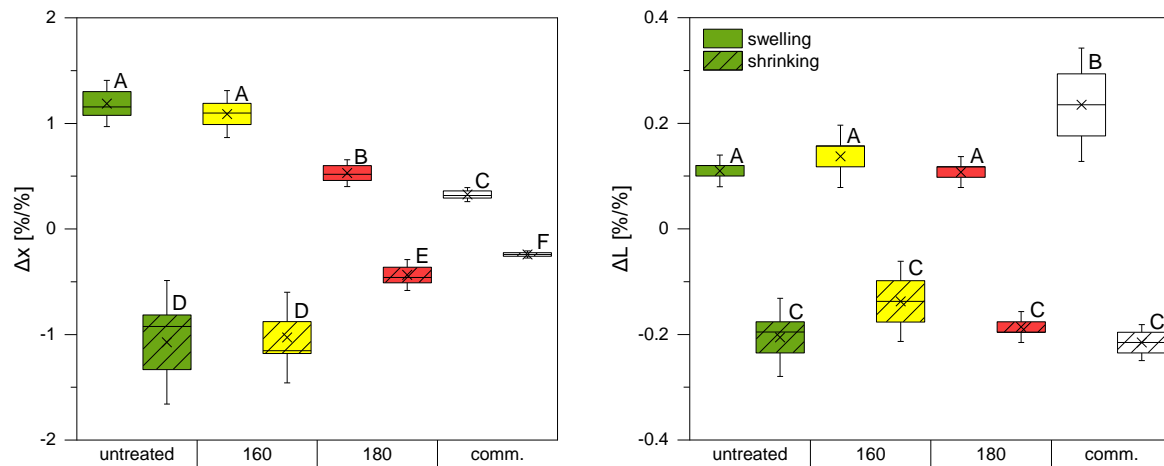 2
1
0
-1
-2
Δx [%/%]
A
A
B
C
D
D
E
F
untreated 160 180 comm.
0.4
0.2
0
-0.2
-0.4
ΔL [%/%]
swelling
shrinking
A
A
A
B
C
C
C
C
untreated 160 180 comm.